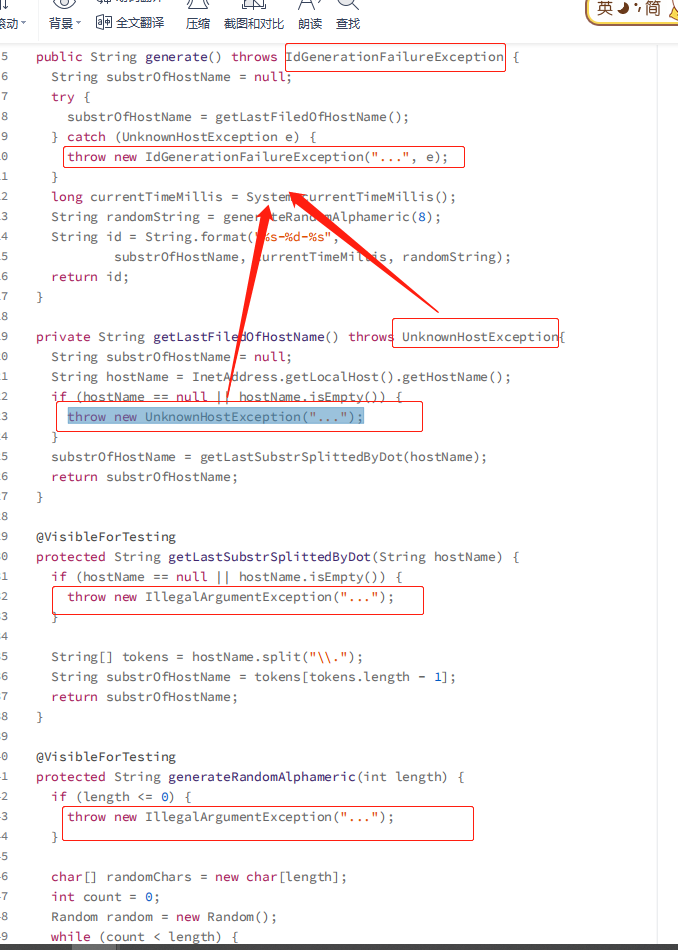 滚动 背景 全文翻译 压缩 截图和对比 朗读 查找 英 简
5 public String generate() throws IdGenerationFailureException {
6 String substrOfHostName = null;
7 try {
8 substrOfHostName = getLastFiledOfHostName();
9 } catch (UnknownHostException e) {
0 throw new IdGenerationFailureException("...", e);
1 }
2 long currentTimeMillis = System.currentTimeMillis();
3 String randomString = generateRandomAlphameric(8);
4 String id = String.format("%s-%d-%s",
5 substrOfHostName, currentTimeMillis, randomString);
6 return id;
7 }
8
9 private String getLastFiledOfHostName() throws UnknownHostException{
0 String substrOfHostName = null;
1 String hostName = InetAddress.getLocalHost().getHostName();
2 if (hostName == null || hostName.isEmpty()) {
3 throw new UnknownHostException("...");
4 }
5 substrOfHostName = getLastSubstrSplittedByDot(hostName);
6 return substrOfHostName;
7 }
8
9 @VisibleForTesting
0 protected String getLastSubstrSplittedByDot(String hostName) {
1 if (hostName == null || hostName.isEmpty()) {
2 throw new IllegalArgumentException("...");
3 }
4
5 String[] tokens = hostName.split("\\.");
6 String substrOfHostName = tokens[tokens.length - 1];
7 return substrOfHostName;
8 }
9
0 @VisibleForTesting
1 protected String generateRandomAlphameric(int length) {
2 if (length <= 0) {
3 throw new IllegalArgumentException("...");
4 }
5
6 char[] randomChars = new char[length];
7 int count = 0;
8 Random random = new Random();
9 while (count < length) {